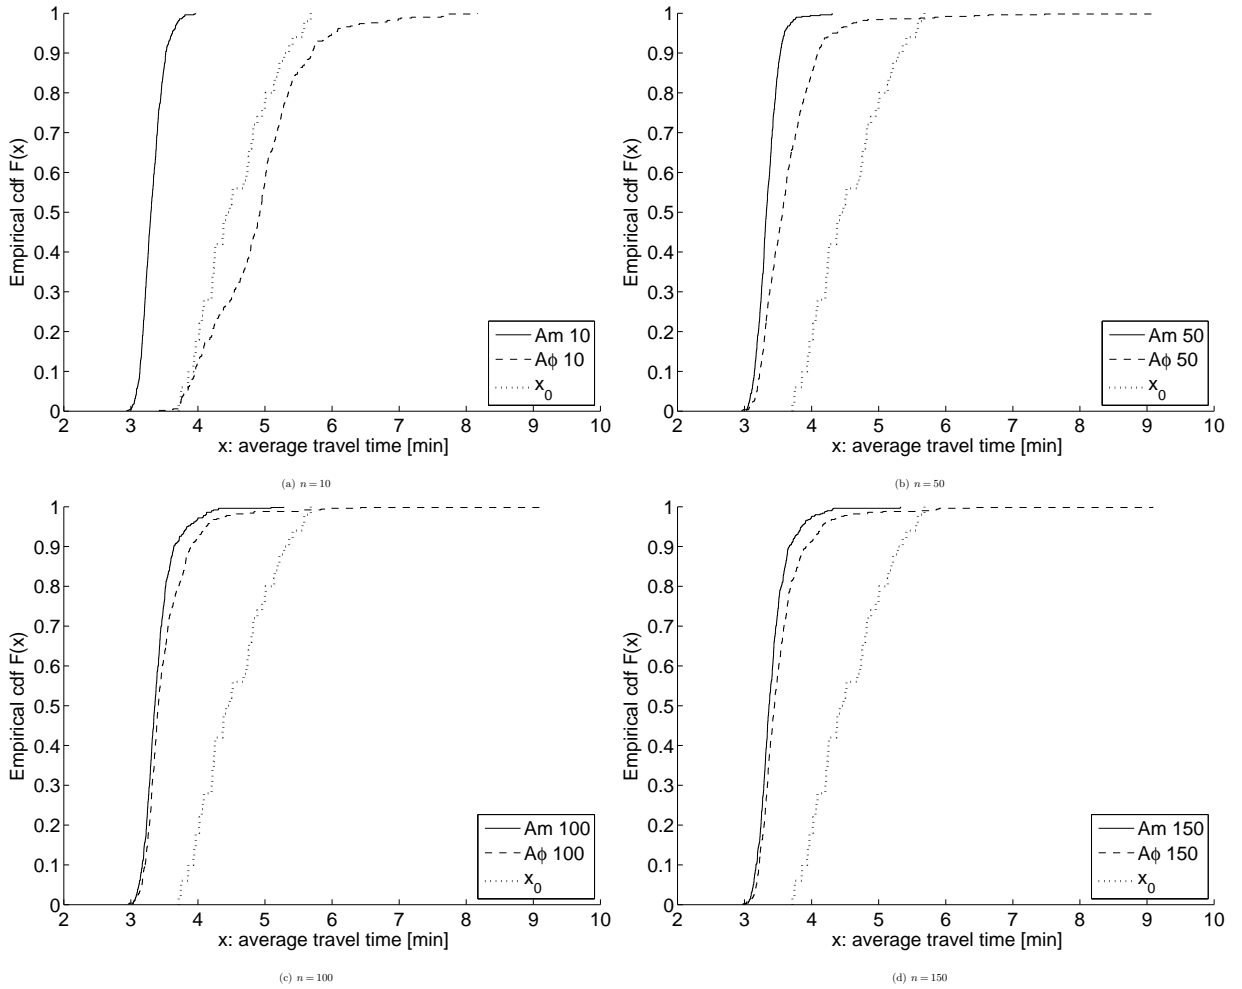 1
0.9
0.8
0.7
0.6
0.5
0.4
0.3
0.2
0.1
0
Empirical cdf F(x)
2 3 4 5 6 7 8 9 10
x: average travel time [min]
Am 10
Aϕ 10
x0
(a) n = 10
1
0.9
0.8
0.7
0.6
0.5
0.4
0.3
0.2
0.1
0
Empirical cdf F(x)
2 3 4 5 6 7 8 9 10
x: average travel time [min]
Am 50
Aϕ 50
x0
(b) n = 50
1
0.9
0.8
0.7
0.6
0.5
0.4
0.3
0.2
0.1
0
Empirical cdf F(x)
2 3 4 5 6 7 8 9 10
x: average travel time [min]
Am 100
Aϕ 100
x0
(c) n = 100
1
0.9
0.8
0.7
0.6
0.5
0.4
0.3
0.2
0.1
0
Empirical cdf F(x)
2 3 4 5 6 7 8 9 10
x: average travel time [min]
Am 150
Aϕ 150
x0
(d) n = 150